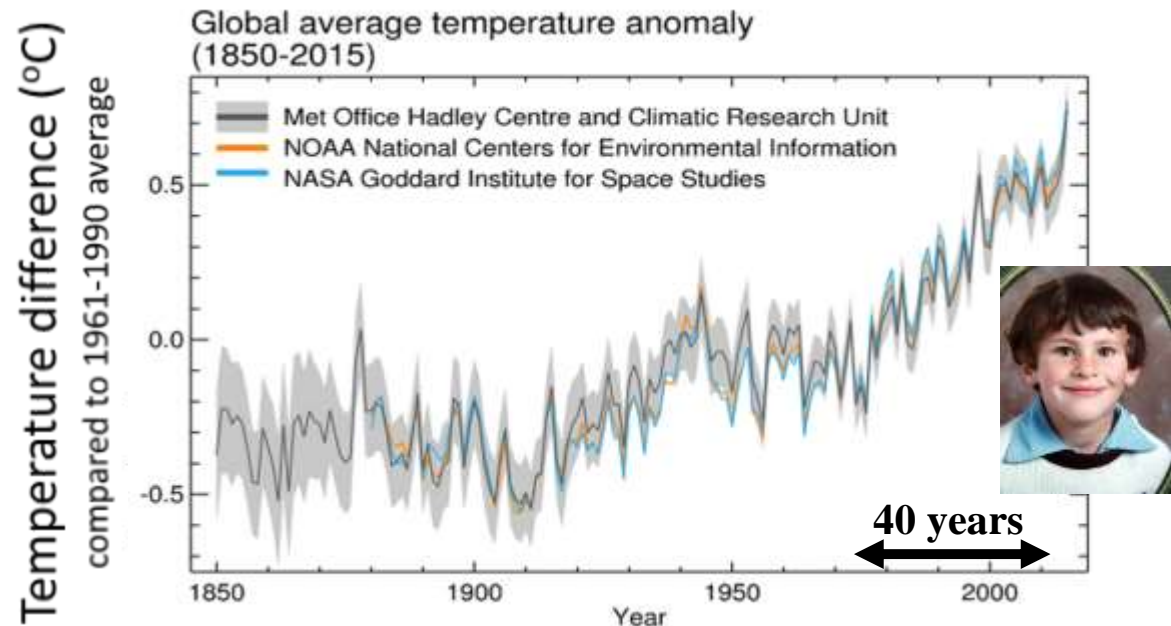 Temperature difference (°C)
compared to 1961-1990 average
Global average temperature anomaly
(1850-2015)
Met Office Hadley Centre and Climatic Research Unit
NOAA National Centers for Environmental Information
NASA Goddard Institute for Space Studies
0.5
0.0
-0.5
40 years
1850
1900
1950
2000
Year